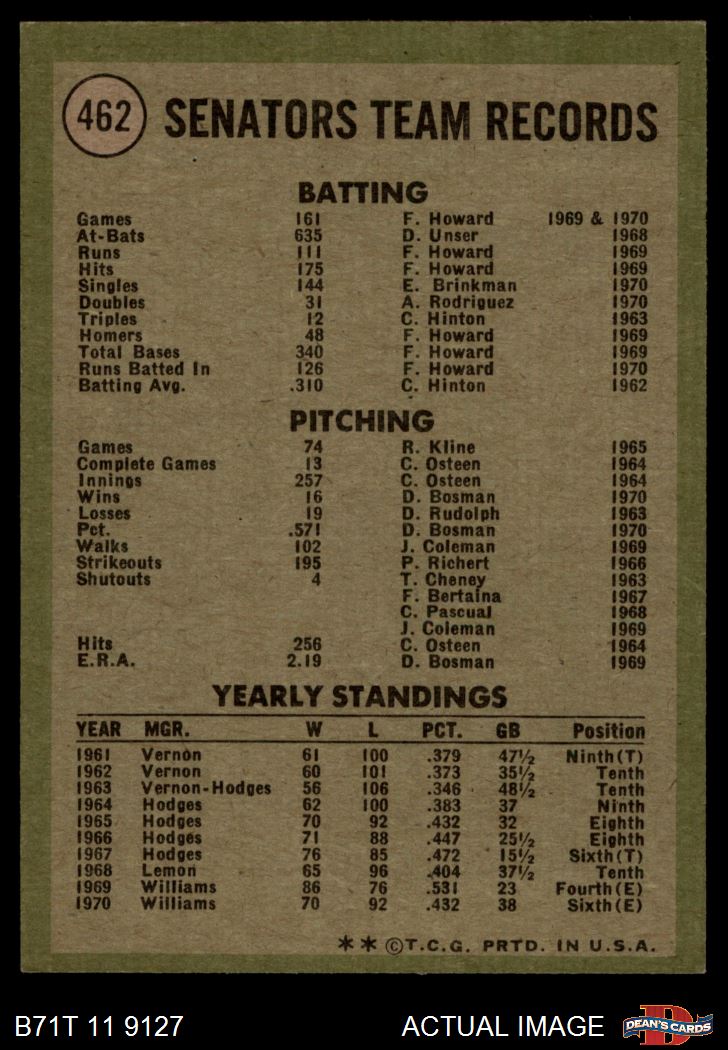 462 SENATORS TEAM RECORDS
BATTING
Games 161 F. Howard 1969 & 1970
At-Bats 635 D. Unser 1968
Runs 111 F. Howard 1969
Hits 175 F. Howard 1969
Singles 144 E. Brinkman 1970
Doubles 31 A. Rodriguez 1970
Triples 12 C. Hinton 1963
Homers 48 F. Howard 1969
Total Bases 340 F. Howard 1969
Runs Batted In 126 F. Howard 1970
Batting Avg. .310 C. Hinton 1962
PITCHING
Games 74 R. Kline 1965
Complete Games 13 C. Osteen 1964
Innings 257 C. Osteen 1964
Wins 16 D. Bosman 1970
Losses 19 D. Rudolph 1963
Pct. .571 D. Bosman 1970
Walks 102 J. Coleman 1969
Strikeouts 195 P. Richert 1966
Shutouts 4 T. Cheney 1963
F. Bertaina 1967
C. Pascual 1968
J. Coleman 1969
Hits 256 C. Osteen 1964
E.R.A. 2.19 D. Bosman 1969
YEARLY STANDINGS
YEAR MGR. W L PCT. GB Position
1961 Vernon 61 100 .379 47½ Ninth(T)
1962 Vernon 60 101 .373 35½ Tenth
1963 Vernon-Hodges 56 106 .346 48½ Tenth
1964 Hodges 62 100 .383 37 Ninth
1965 Hodges 70 92 .432 32 Eighth
1966 Hodges 71 88 .447 25½ Eighth
1967 Hodges 76 85 .472 15½ Sixth(T)
1968 Lemon 65 96 .404 37½ Tenth
1969 Williams 86 76 .531 23 Fourth(E)
1970 Williams 70 92 .432 38 Sixth(E)
** ©T.C.G. PRTD. IN U.S.A.
B71T 11 9127 ACTUAL IMAGE D DEAN'S CARDS